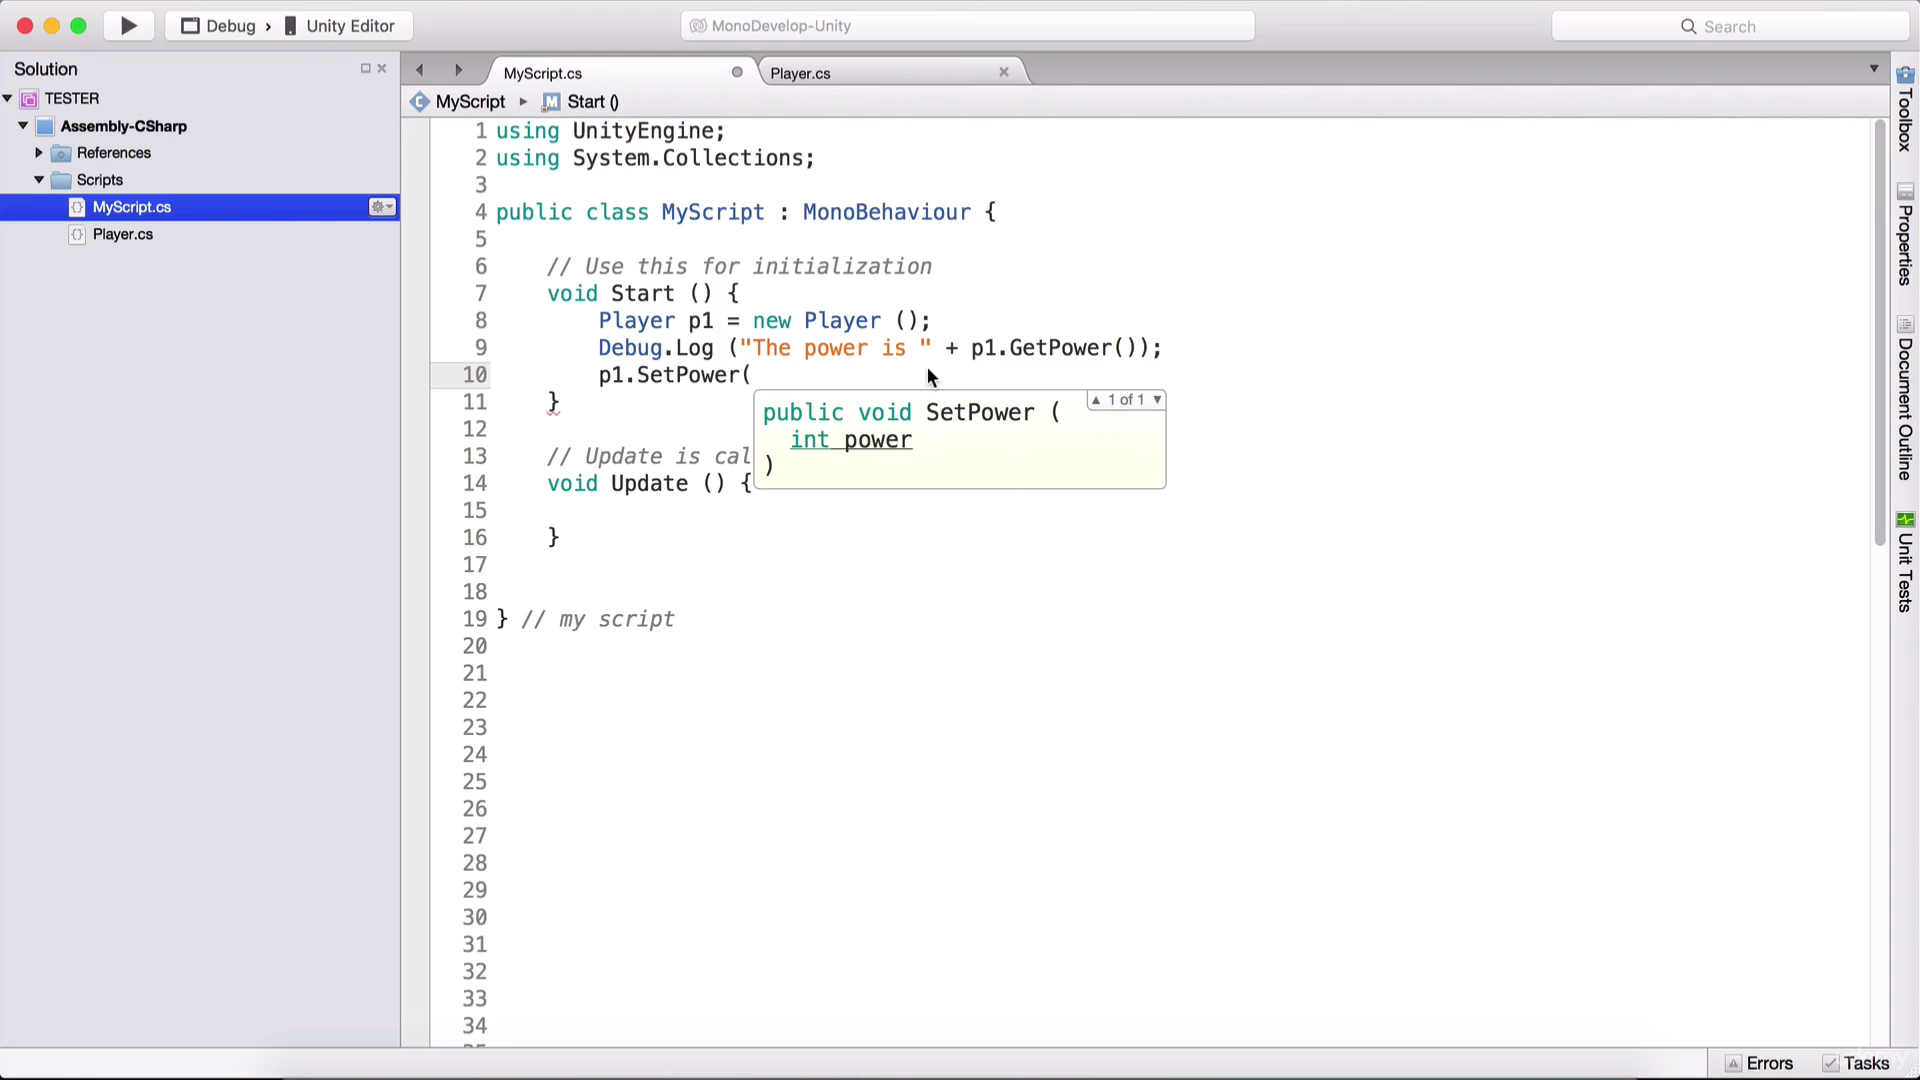 Debug › Unity Editor
MonoDevelop-Unity
Search
Solution
TESTER
Assembly-CSharp
References
Scripts
MyScript.cs
Player.cs
MyScript.cs
Player.cs
MyScript ▸ Start ()
1 using UnityEngine;
2 using System.Collections;
3
4 public class MyScript : MonoBehaviour {
5
6 // Use this for initialization
7 void Start () {
8 Player p1 = new Player ();
9 Debug.Log ("The power is " + p1.GetPower());
10 p1.SetPower(
11 }
12
13 // Update is cal
14 void Update () {
15
16 }
17
18
19 } // my script
20
21
22
23
24
25
26
27
28
29
30
31
32
33
34
▲ 1 of 1 ▼
public void SetPower (
int power
)
Toolbox
Properties
Document Outline
Unit Tests
Errors
Tasks